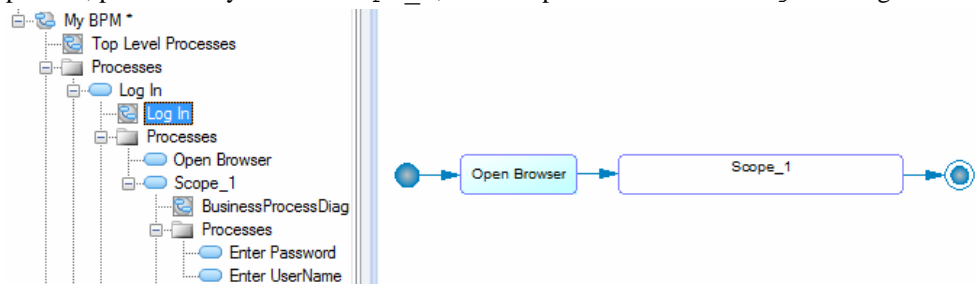 My BPM *
Top Level Processes
Processes
Log In
Log In
Processes
Open Browser
Scope_1
BusinessProcessDiag
Processes
Enter Password
Enter UserName
Open Browser
Scope_1